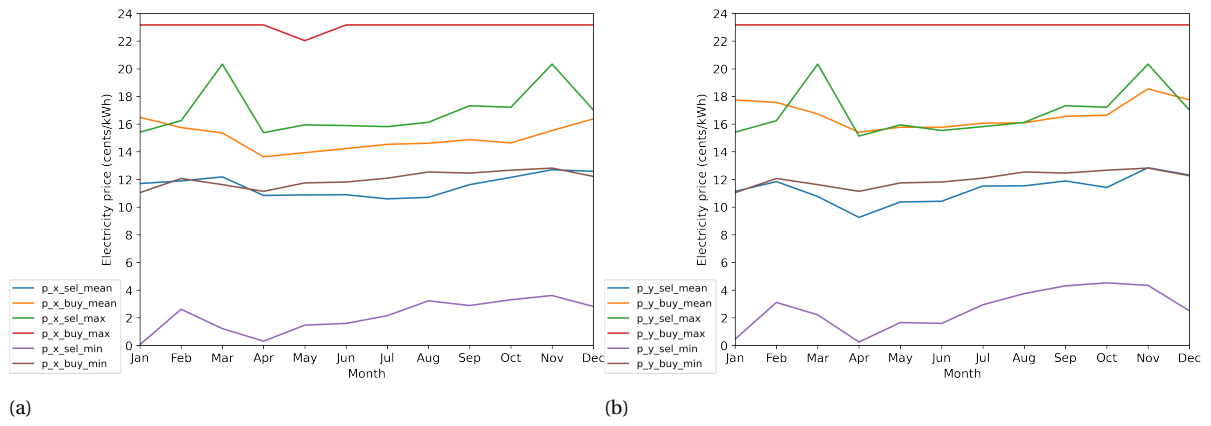 24
22
20
18
16
14
12
10
8
6
4
2
0
Electricity price (cents/kWh)
Jan Feb Mar Apr May Jun Jul Aug Sep Oct Nov Dec
Month
p_x_sel_mean
p_x_buy_mean
p_x_sel_max
p_x_buy_max
p_x_sel_min
p_x_buy_min
(a)
24
22
20
18
16
14
12
10
8
6
4
2
0
Electricity price (cents/kWh)
Jan Feb Mar Apr May Jun Jul Aug Sep Oct Nov Dec
Month
p_y_sel_mean
p_y_buy_mean
p_y_sel_max
p_y_buy_max
p_y_sel_min
p_y_buy_min
(b)